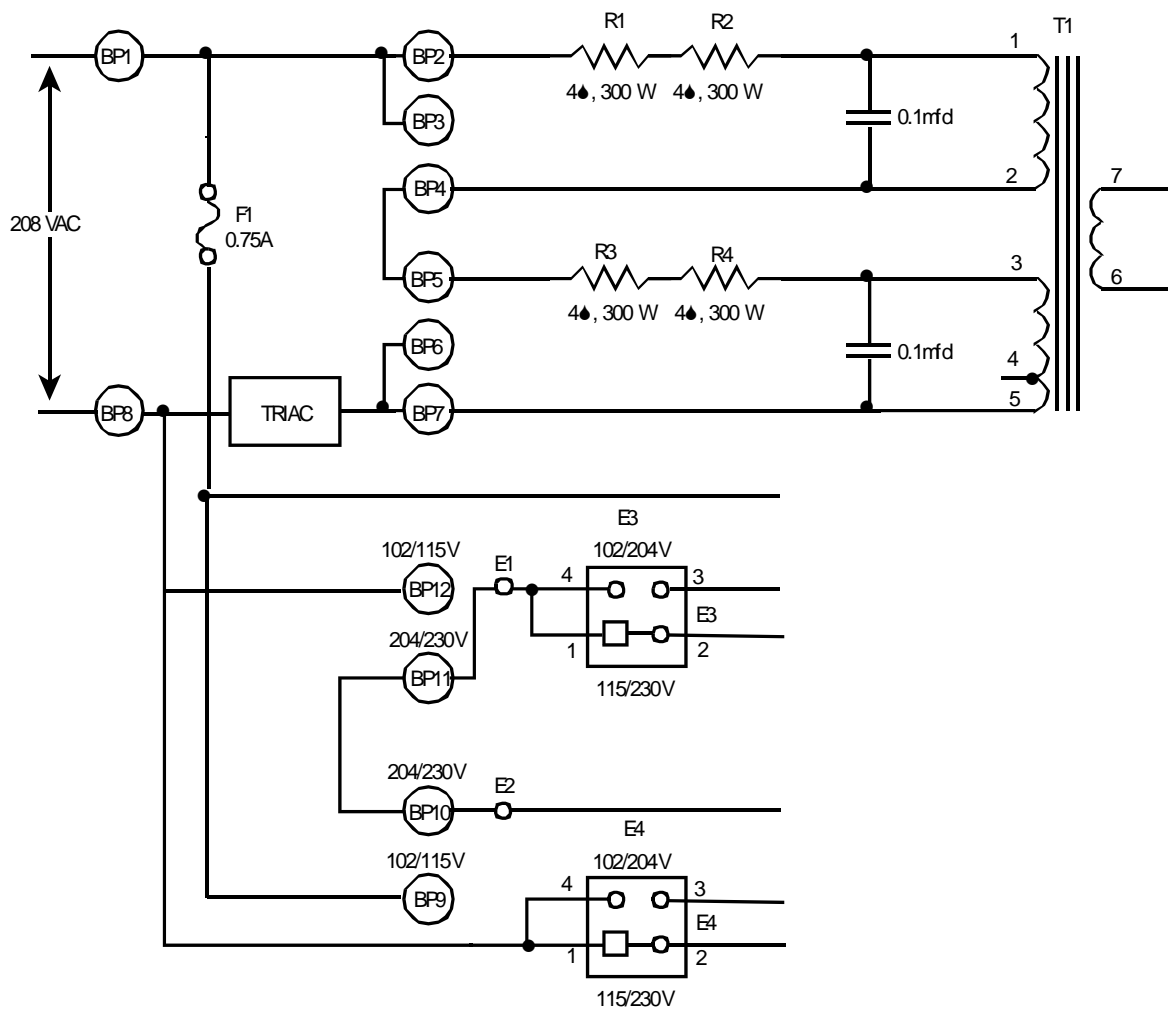 R1 R2 T1
BP1 BP2 1
4♠, 300 W 4♠, 300 W
BP3 0.1mfd
BP4 2 7
208 VAC F1
0.75A
R3 R4 3
BP5 6
4♠, 300 W 4♠, 300 W
BP6 0.1mfd
4
BP8 TRIAC BP7 5
E3
102/115V E1 102/204V
BP12 4 3
204/230V E3
BP11 1 2
115/230V
204/230V E2
BP10
E4
102/115V 102/204V
BP9 4 3
E4
1 2
115/230V